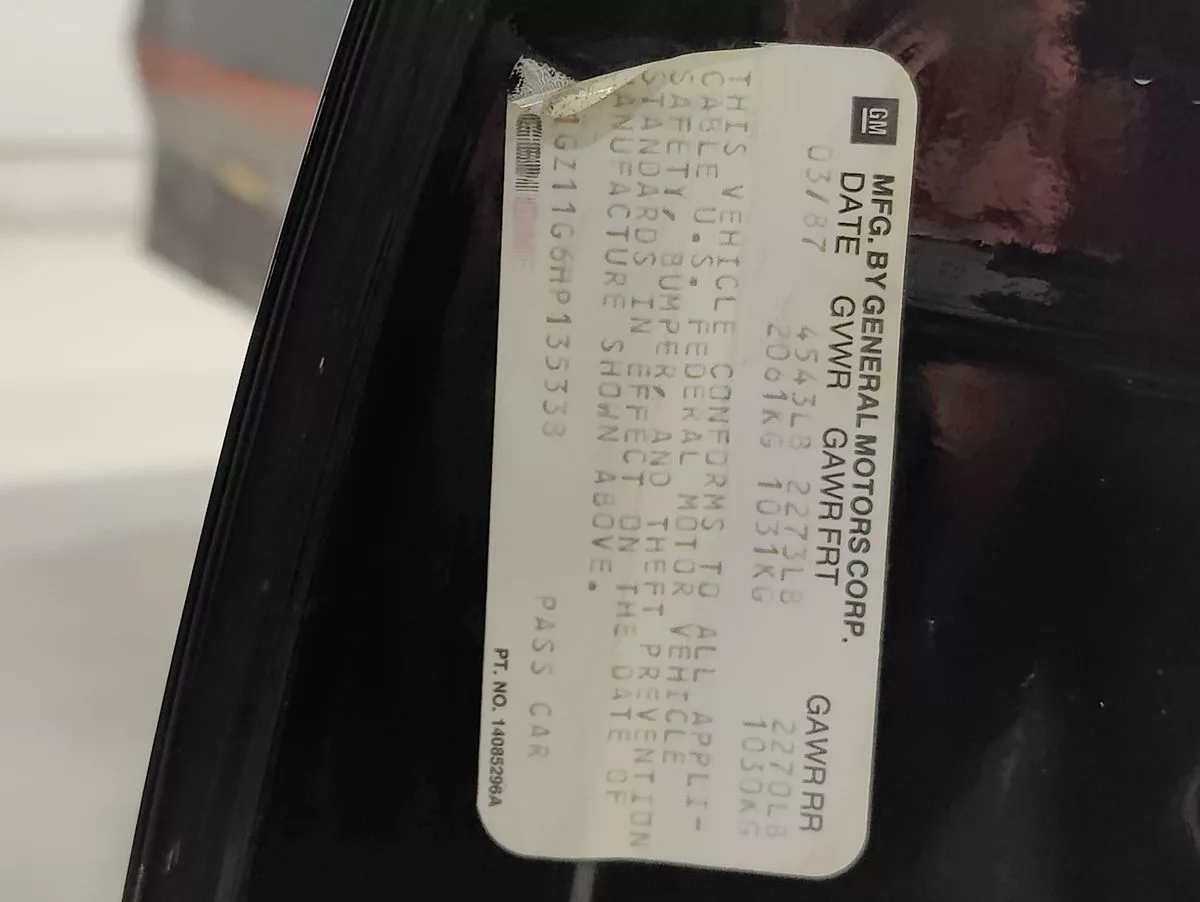 GM
MFG. BY GENERAL MOTORS CORP.
DATE GVWR GAWR FRT GAWR RR
03/87 4543LB 2273LB 2270LB
2061KG 1031KG 1030KG
THIS VEHICLE CONFORMS TO ALL APPLI-
CABLE U.S. FEDERAL MOTOR VEHICLE
SAFETY, BUMPER, AND THEFT PREVENTION
STANDARDS IN EFFECT ON THE DATE OF
MANUFACTURE SHOWN ABOVE.
1GZ11G6HP135333 PASS CAR
PT. NO. 14085296A